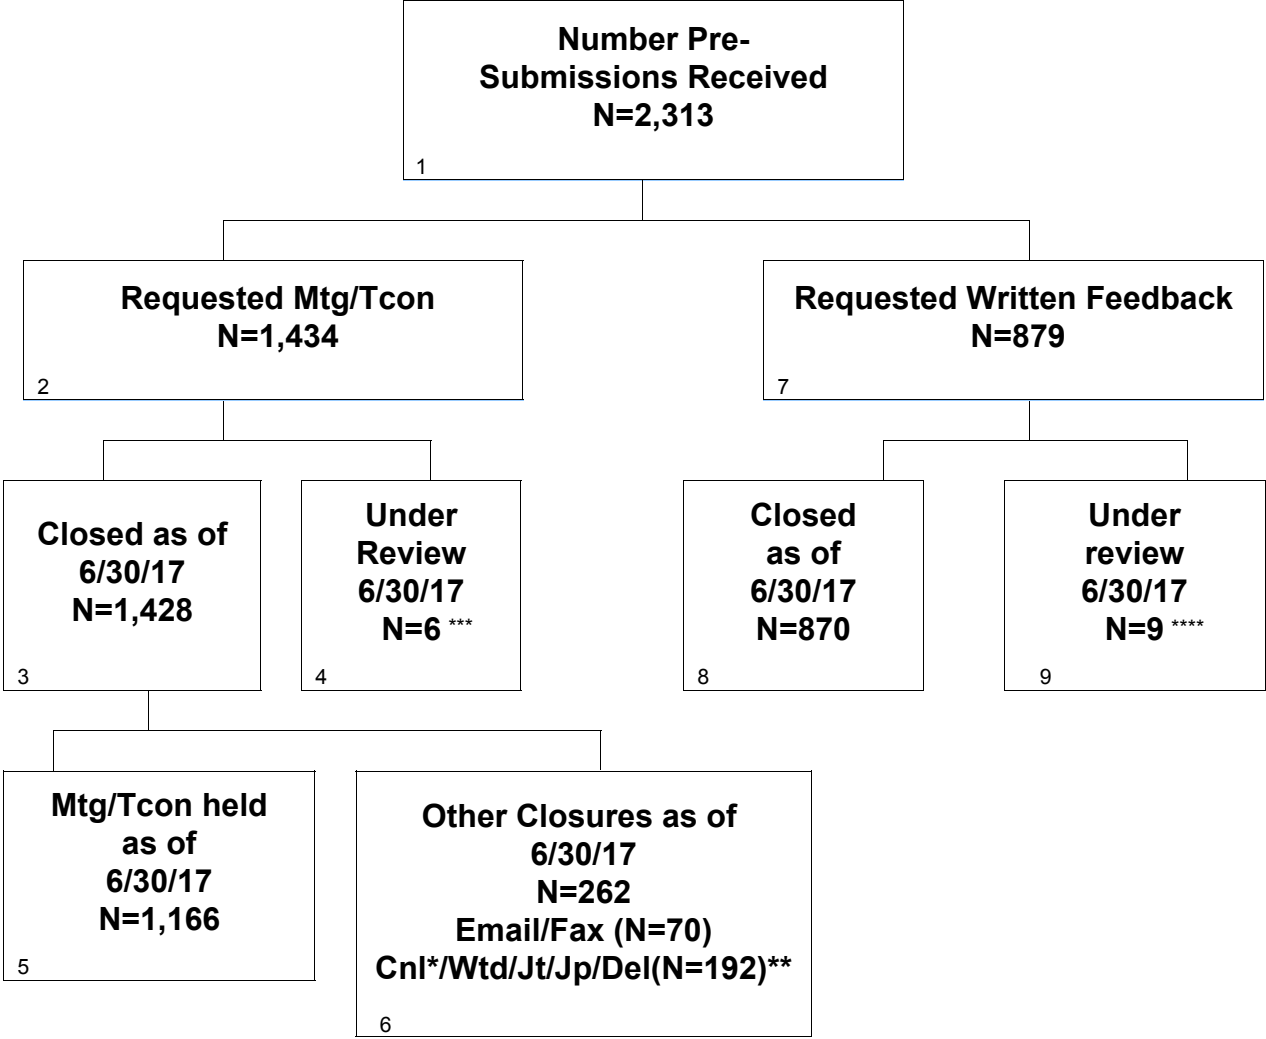 Number Pre-
Submissions Received
N=2,313
1
Requested Mtg/Tcon
N=1,434
2
Requested Written Feedback
N=879
7
Closed as of
6/30/17
N=1,428
3
Under
Review
6/30/17
N=6 ***
4
Closed
as of
6/30/17
N=870
8
Under
review
6/30/17
N=9 ****
9
Mtg/Tcon held
as of
6/30/17
N=1,166
5
Other Closures as of
6/30/17
N=262
Email/Fax (N=70)
Cnl*/Wtd/Jt/Jp/Del(N=192)**
6